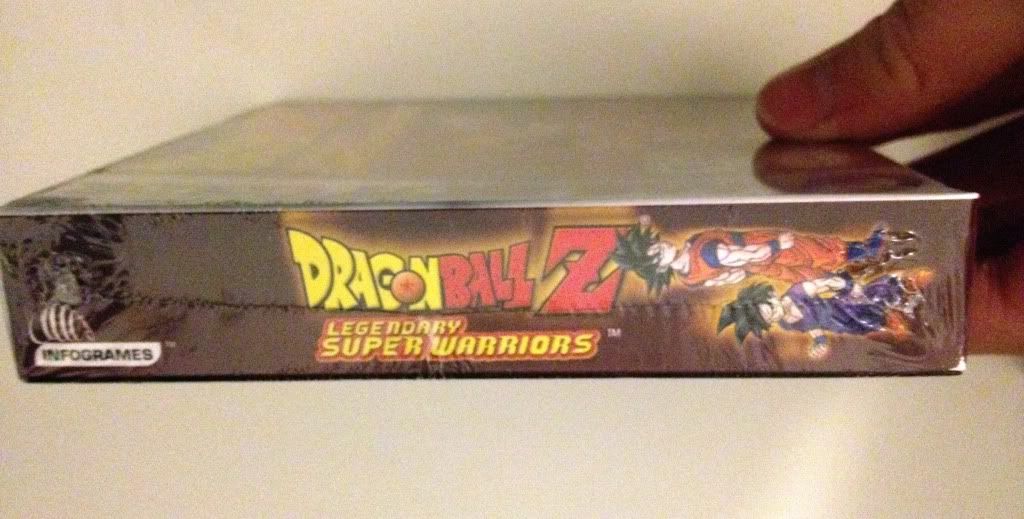 DRAGON BALL Z
LEGENDARY
SUPER WARRIORS ™
INFOGRAMES ™